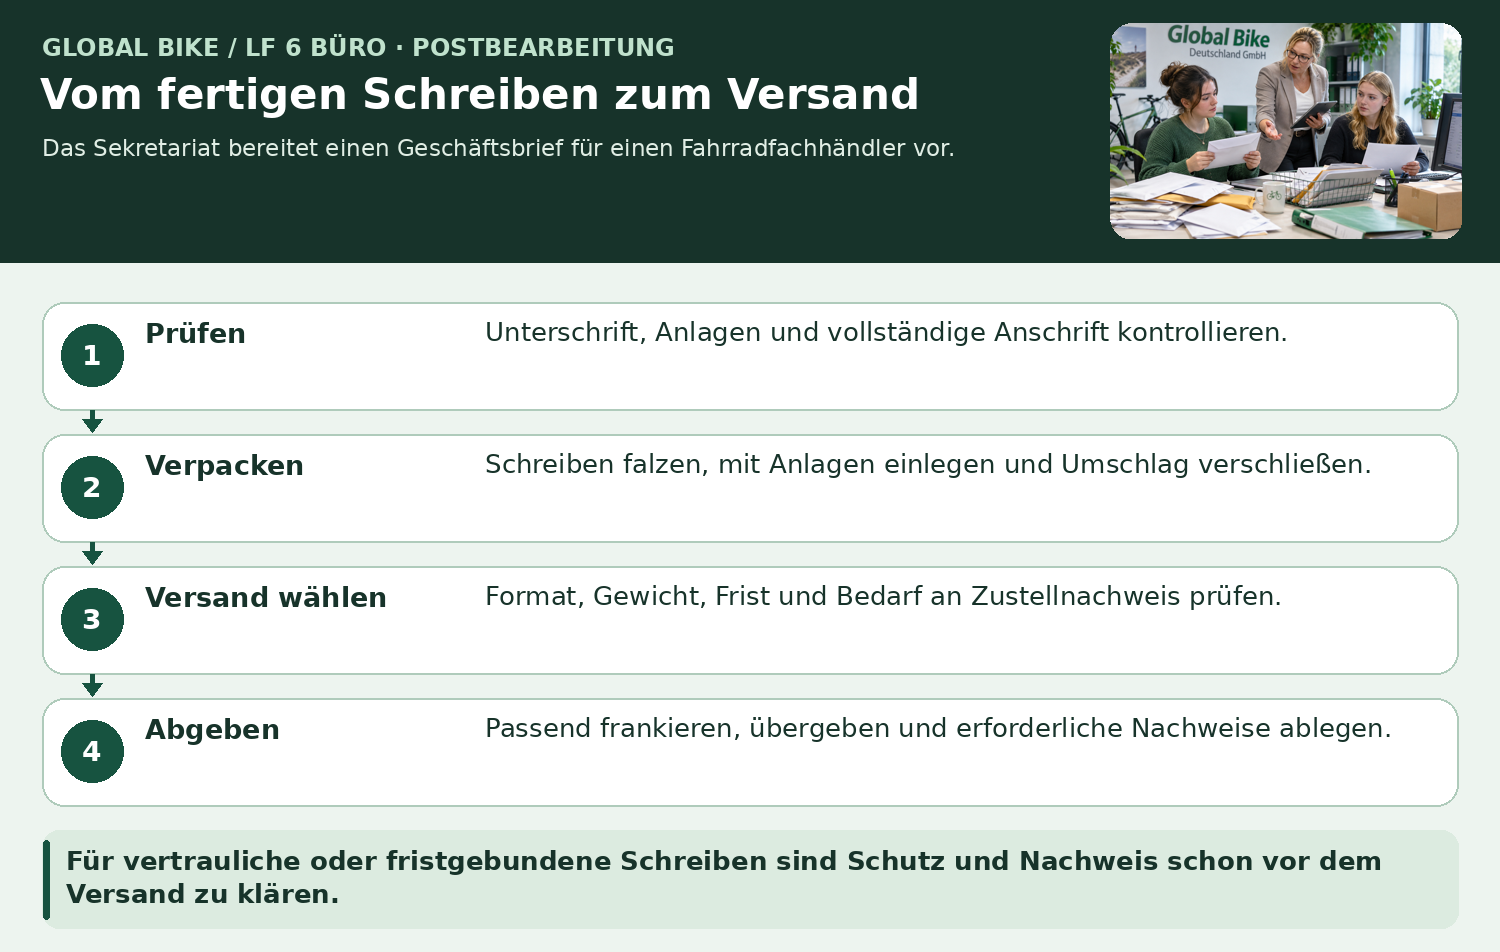 GLOBAL BIKE / LF 6 BÜRO · POSTBEARBEITUNG
Vom fertigen Schreiben zum Versand
Das Sekretariat bereitet einen Geschäftsbrief für einen Fahrradfachhändler vor.
Global Bike
Deutschland GmbH
1
Prüfen
Unterschrift, Anlagen und vollständige Anschrift kontrollieren.
2
Verpacken
Schreiben falzen, mit Anlagen einlegen und Umschlag verschließen.
3
Versand wählen
Format, Gewicht, Frist und Bedarf an Zustellnachweis prüfen.
4
Abgeben
Passend frankieren, übergeben und erforderliche Nachweise ablegen.
Für vertrauliche oder fristgebundene Schreiben sind Schutz und Nachweis schon vor dem
Versand zu klären.